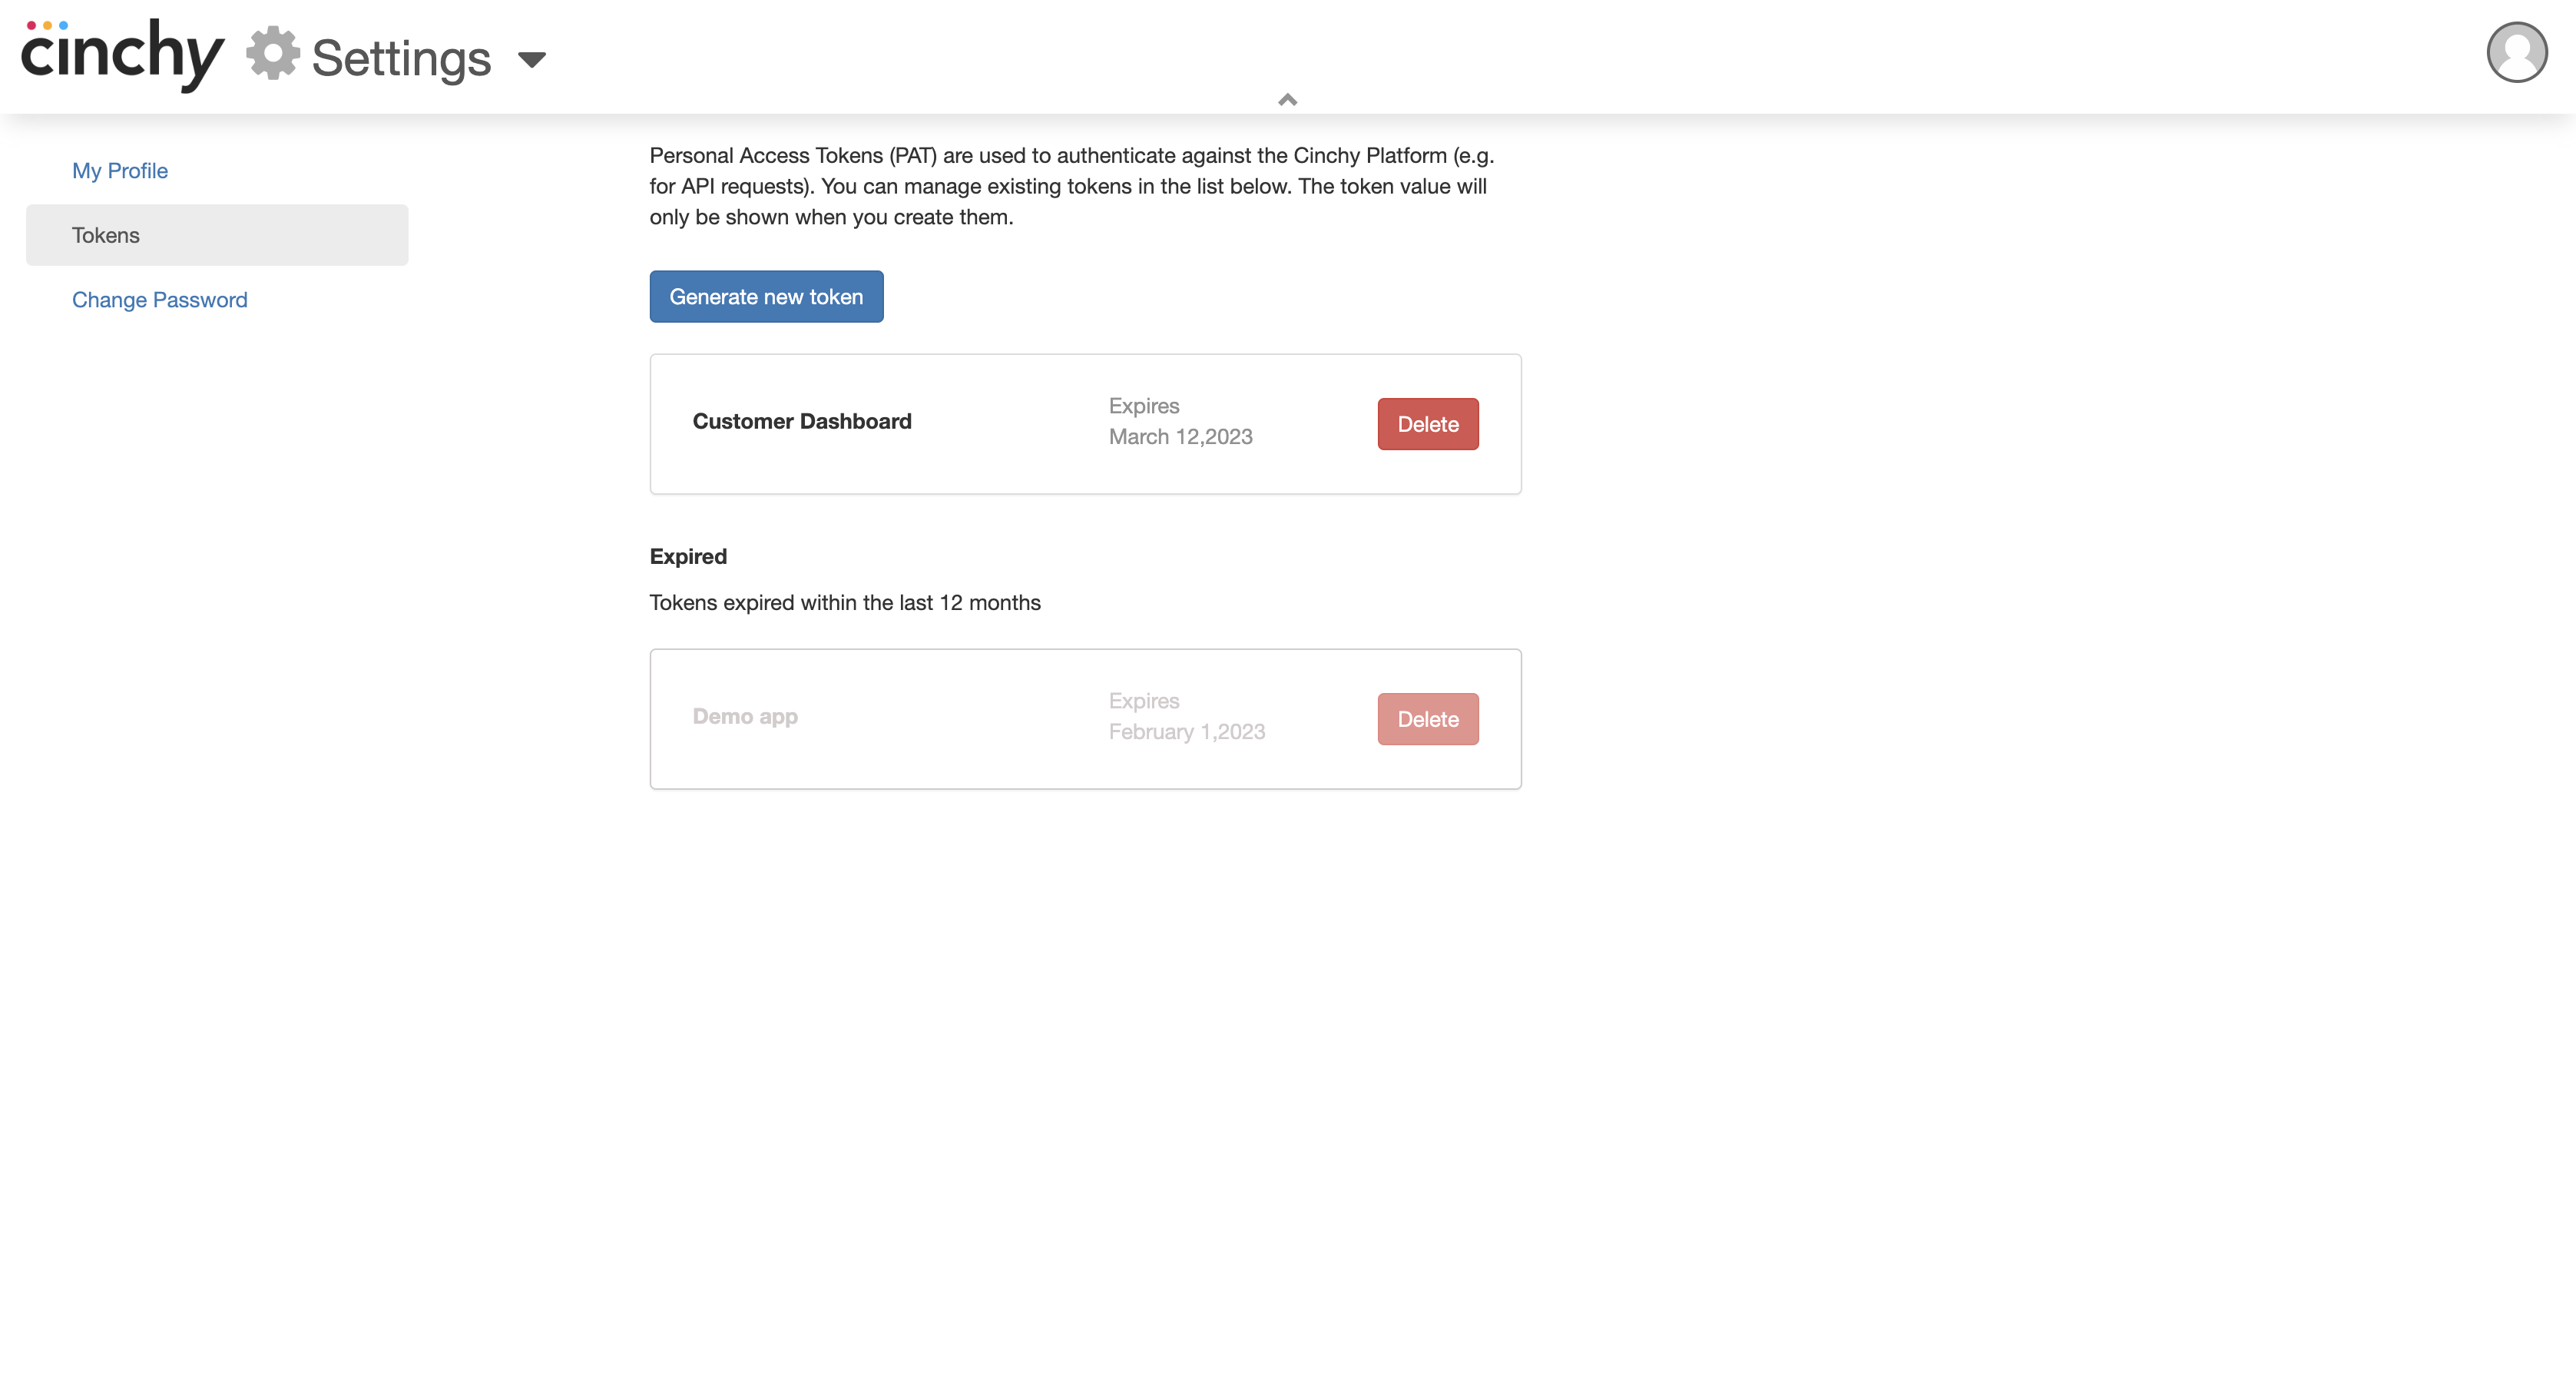 cinchy Settings
My Profile
Tokens
Change Password
Personal Access Tokens (PAT) are used to authenticate against the Cinchy Platform (e.g.
for API requests). You can manage existing tokens in the list below. The token value will
only be shown when you create them.
Generate new token
Customer Dashboard
Expires
March 12,2023
Delete
Expired
Tokens expired within the last 12 months
Demo app
Expires
February 1,2023
Delete